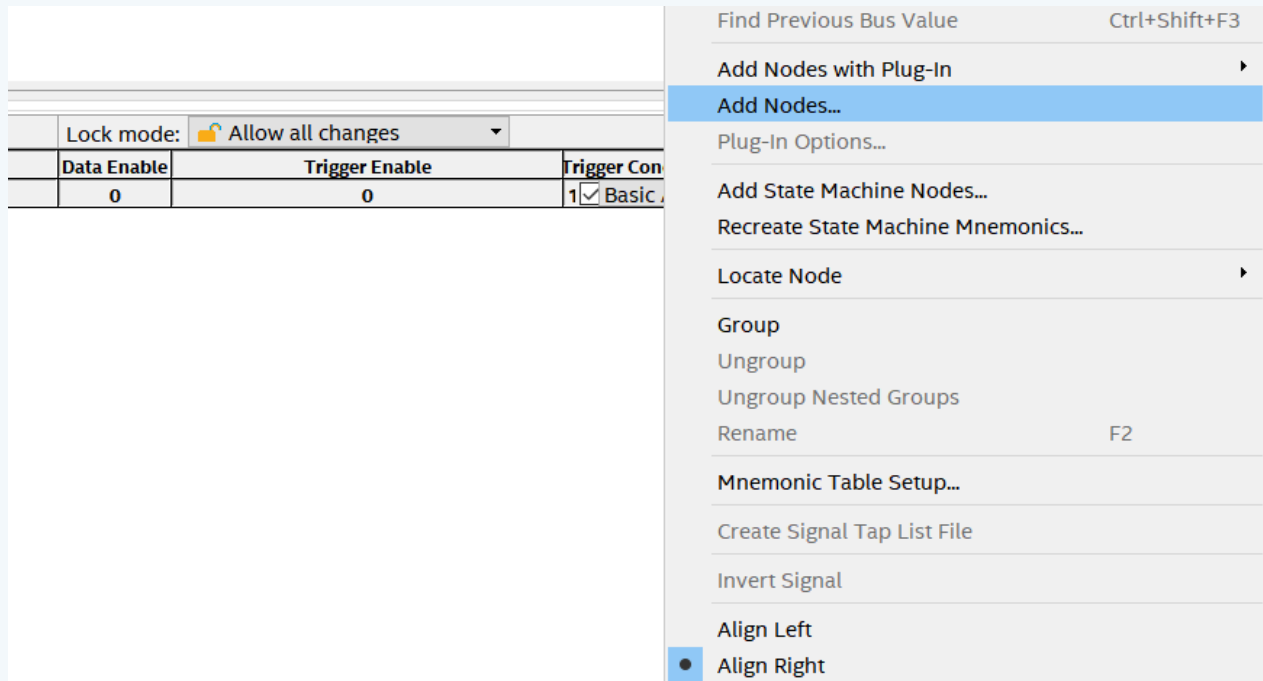 Find Previous Bus Value Ctrl+Shift+F3
Add Nodes with Plug-In
Add Nodes...
Plug-In Options...
Add State Machine Nodes...
Recreate State Machine Mnemonics...
Locate Node
Group
Ungroup
Ungroup Nested Groups
Rename F2
Mnemonic Table Setup...
Create Signal Tap List File
Invert Signal
Align Left
Align Right
Lock mode: Allow all changes
Data Enable Trigger Enable Trigger Con
0 0 1 Basic